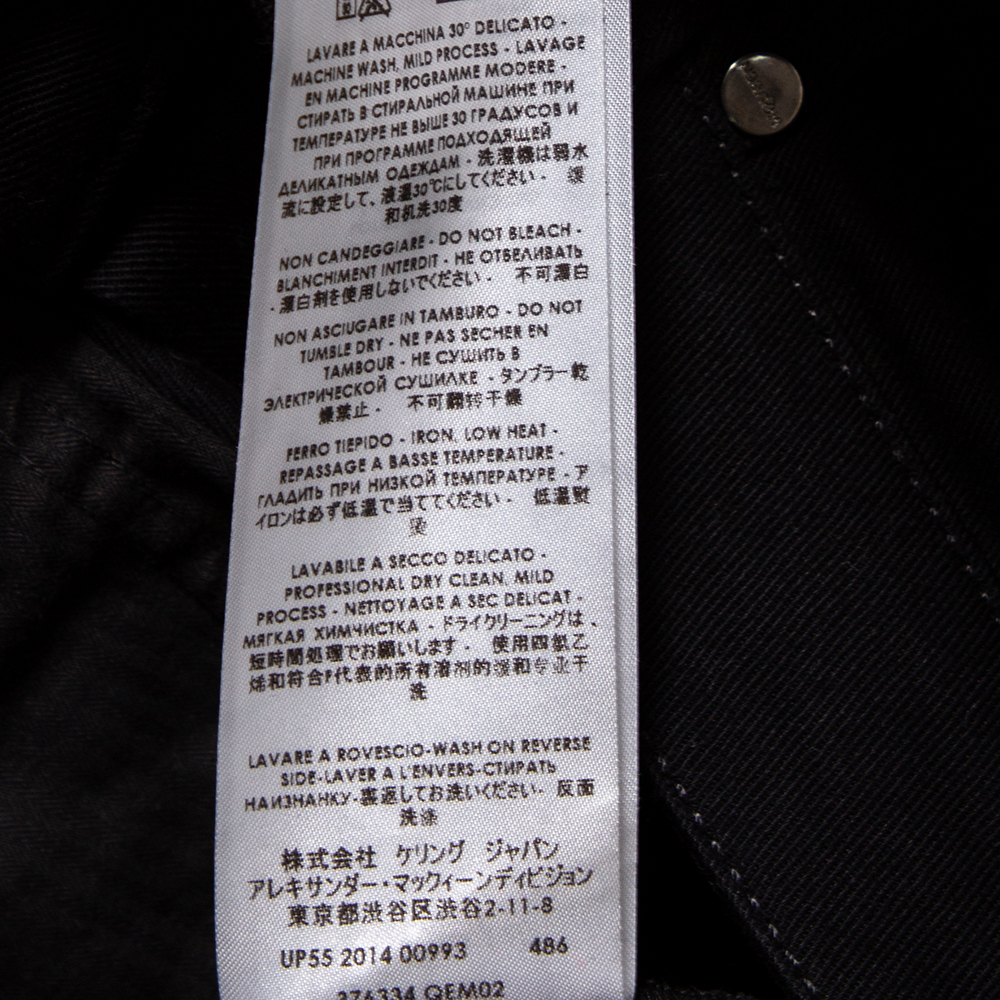 30
LAVARE A MACCHINA 30° DELICATO -
MACHINE WASH, MILD PROCESS - LAVAGE
EN MACHINE PROGRAMME MODERE -
СТИРАТЬ В СТИРАЛЬНОЙ МАШИНЕ ПРИ
ТЕМПЕРАТУРЕ НЕ ВЫШЕ 30 ГРАДУСОВ И
ПРИ ПРОГРАММЕ ПОДХОДЯЩЕЙ
ДЕЛИКАТНЫМ ОДЕЖДАМ - 洗濯機は弱水
流に設定して、液温30℃にしてください - 缓
和机洗30度
NON CANDEGGIARE - DO NOT BLEACH -
BLANCHIMENT INTERDIT - НЕ ОТБЕЛИВАТЬ
- 漂白剤を使用しないでください - 不可漂白
NON ASCIUGARE IN TAMBURO - DO NOT
TUMBLE DRY - NE PAS SECHER EN
TAMBOUR - НЕ СУШИТЬ В
ЭЛЕКТРИЧЕСКОЙ СУШИЛКЕ - タンブラー乾
燥禁止 - 不可翻转干燥
FERRO TIEPIDO - IRON, LOW HEAT -
REPASSAGE A BASSE TEMPERATURE -
ГЛАДИТЬ ПРИ НИЗКОЙ ТЕМПЕРАТУРЕ - ア
イロンは必ず低温で当ててください - 低温熨
烫
LAVABILE A SECCO DELICATO -
PROFESSIONAL DRY CLEAN, MILD
PROCESS - NETTOYAGE A SEC DELICAT -
МЯГКАЯ ХИМЧИСТКА - ドライクリーニングは、
短時間処理でお願いします - 使用四氯乙
烯和符合F代表的所有溶剂的缓和专业干
洗
LAVARE A ROVESCIO-WASH ON REVERSE
SIDE-LAVER A L'ENVERS-СТИРАТЬ
НАИЗНАНКУ-裏返してお洗いください- 反面
洗涤
株式会社 ケリング ジャパン
アレキサンダー・マックィーンディビジョン
東京都渋谷区渋谷2-11-8
UP55 2014 00993 486
376334 QEM02